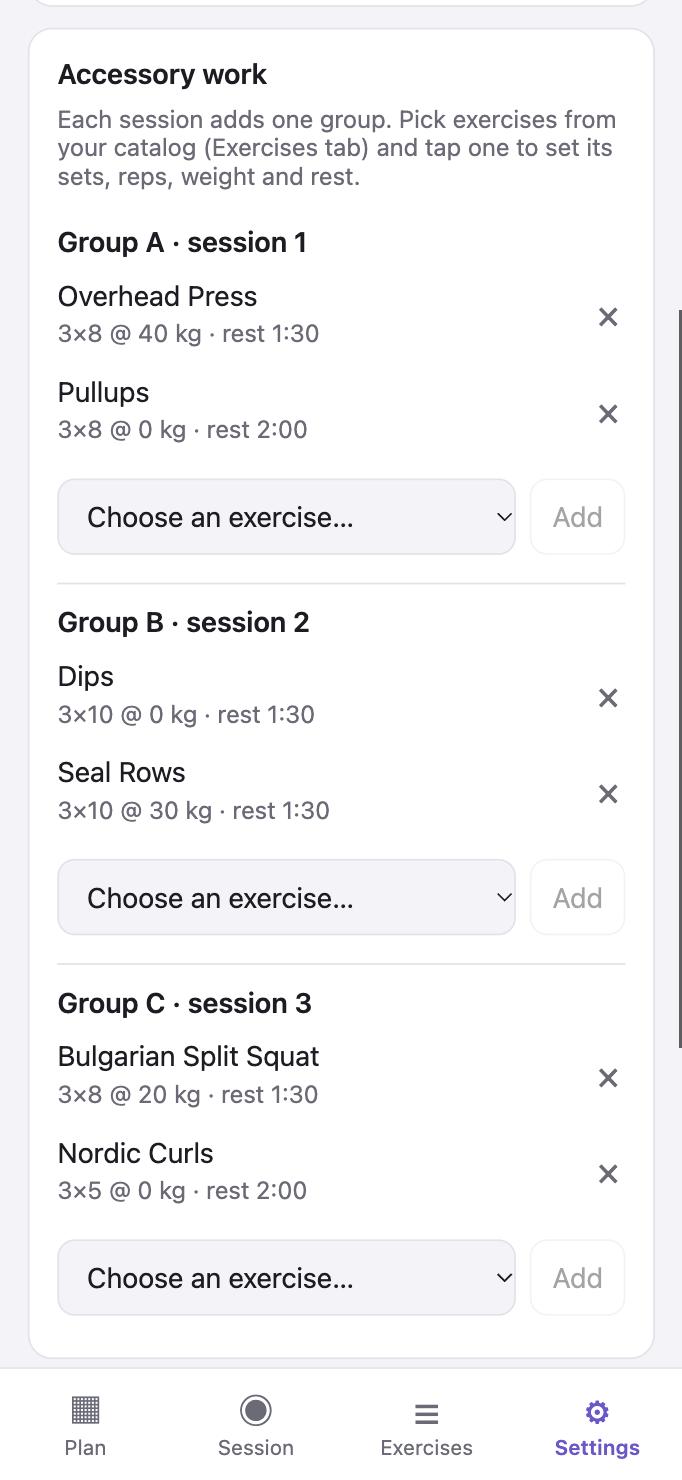 Accessory work
Each session adds one group. Pick exercises from
your catalog (Exercises tab) and tap one to set its
sets, reps, weight and rest.
Group A · session 1
Overhead Press
3×8 @ 40 kg · rest 1:30
Pullups
3×8 @ 0 kg · rest 2:00
Choose an exercise...
Add
Group B · session 2
Dips
3×10 @ 0 kg · rest 1:30
Seal Rows
3×10 @ 30 kg · rest 1:30
Choose an exercise...
Add
Group C · session 3
Bulgarian Split Squat
3×8 @ 20 kg · rest 1:30
Nordic Curls
3×5 @ 0 kg · rest 2:00
Choose an exercise...
Add
Plan
Session
Exercises
Settings